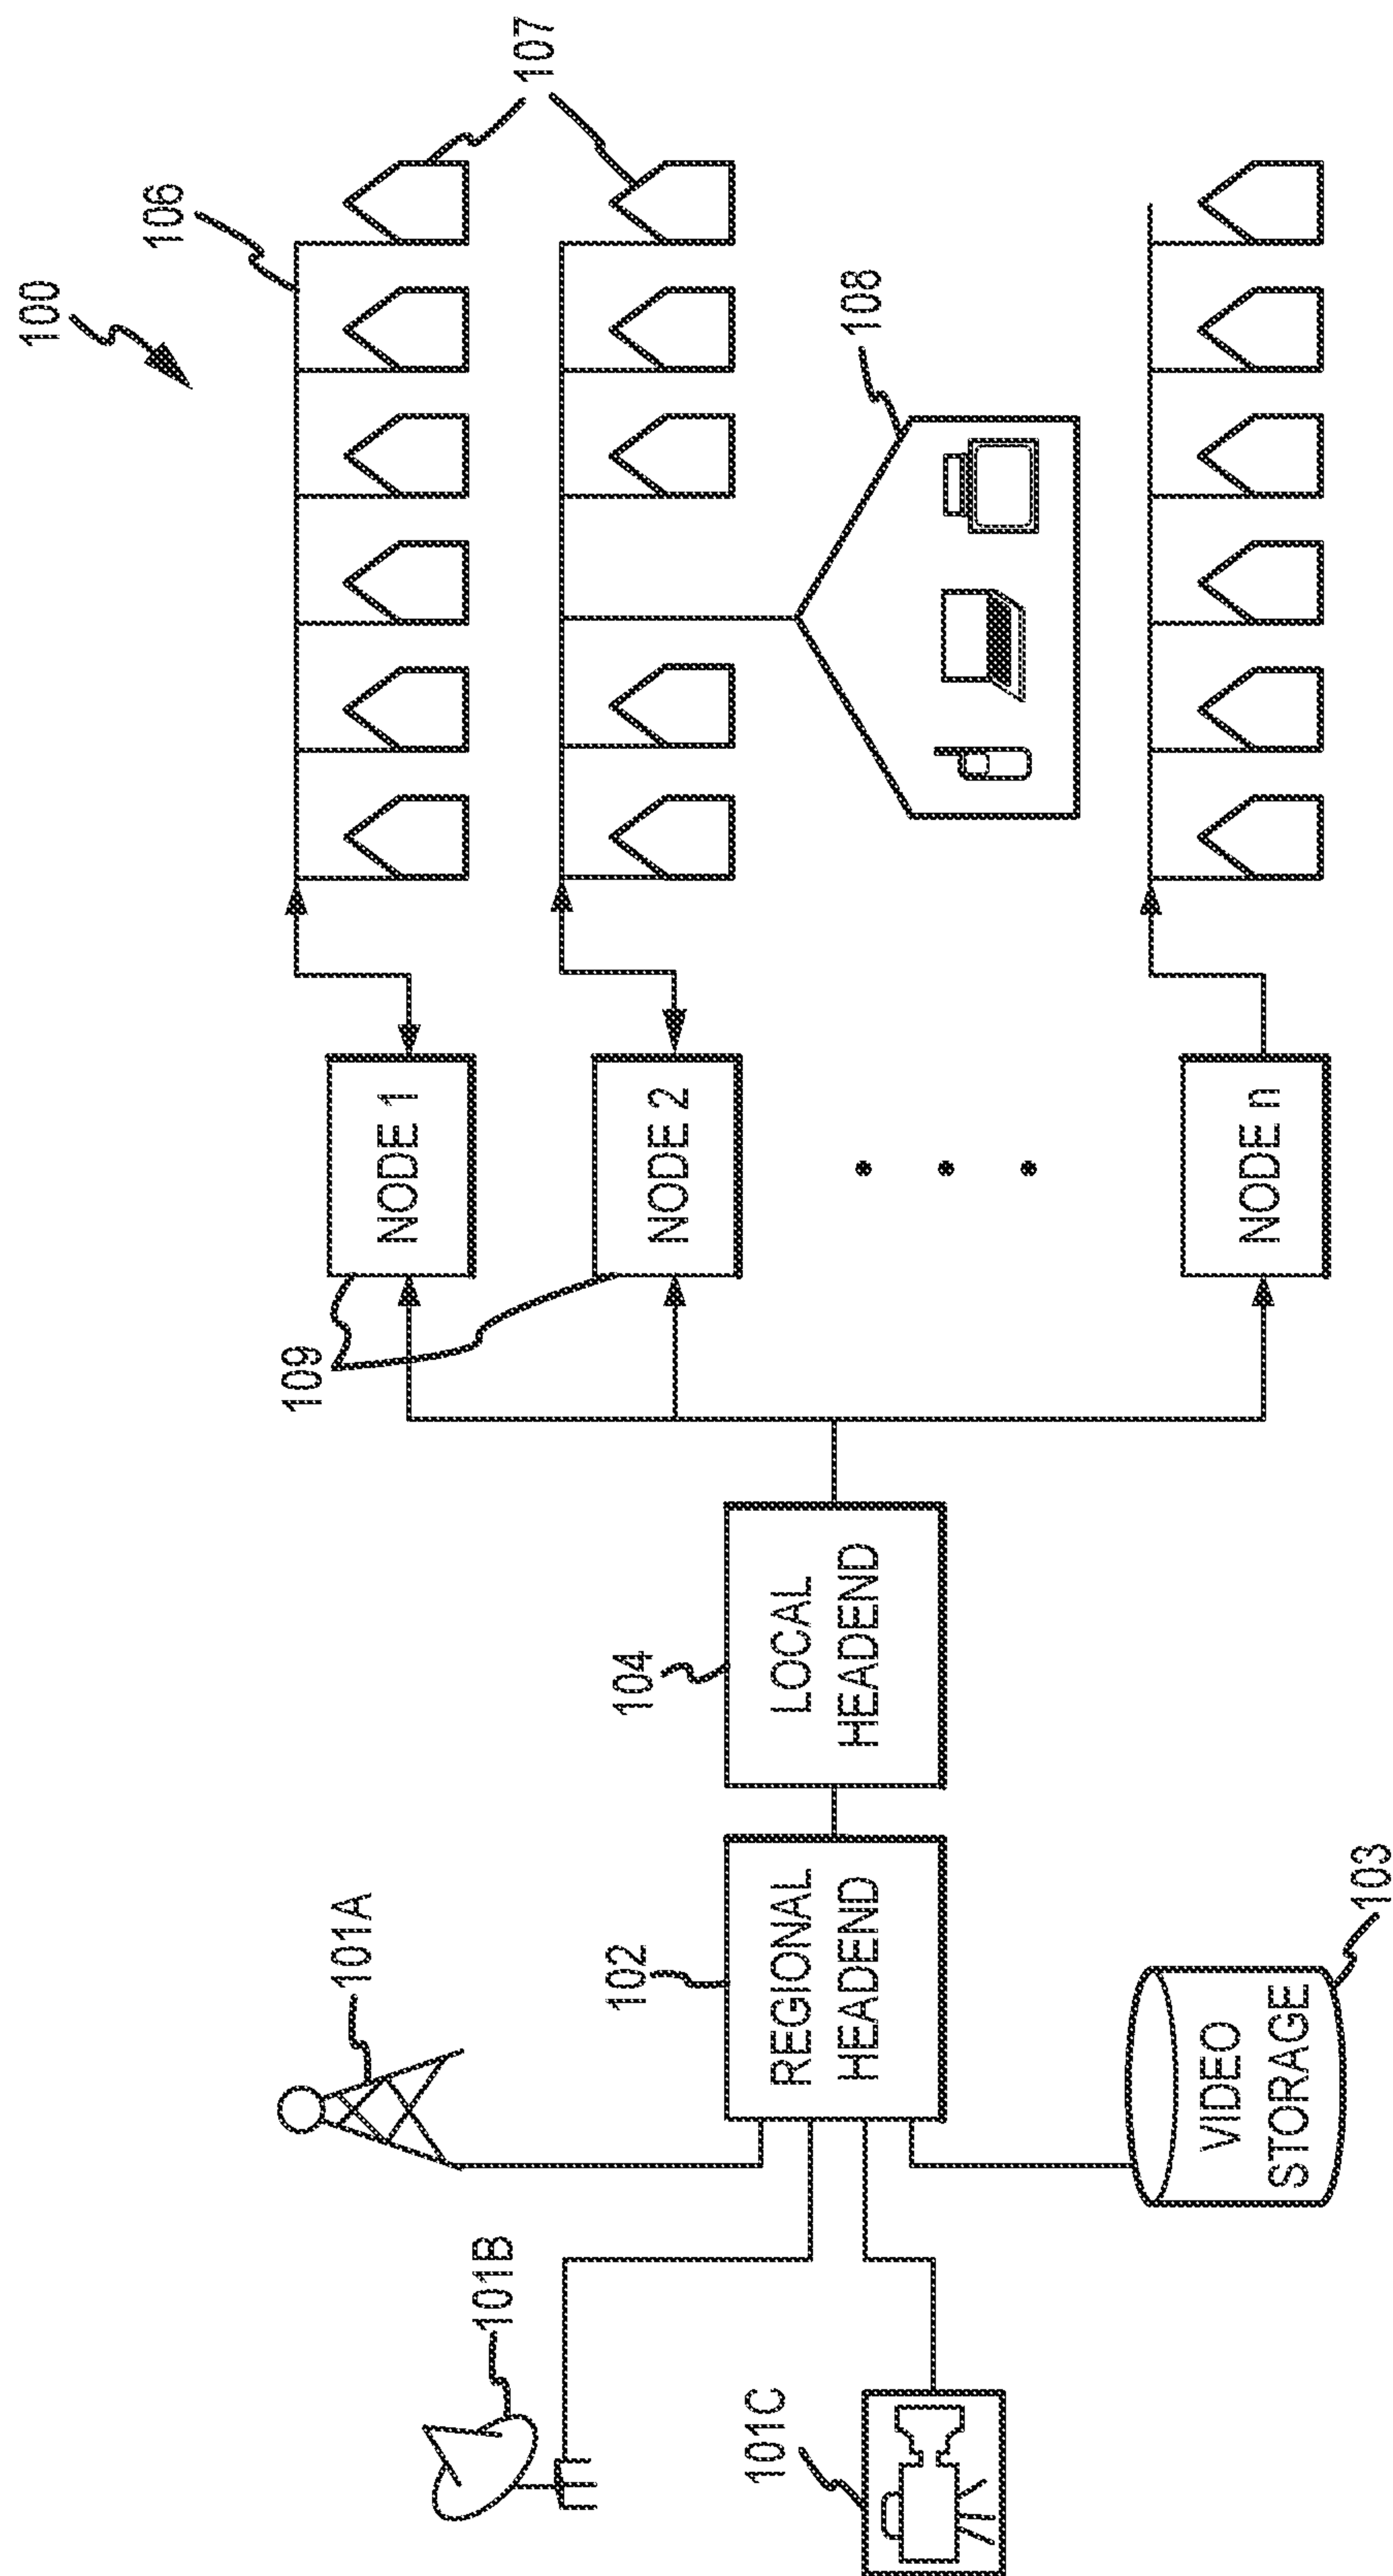 100
106
107
101A
109
NODE 1
101B
102
104
NODE 2
REGIONAL
HEADEND
LOCAL
HEADEND
108
101C
VIDEO
STORAGE
103
NODE n